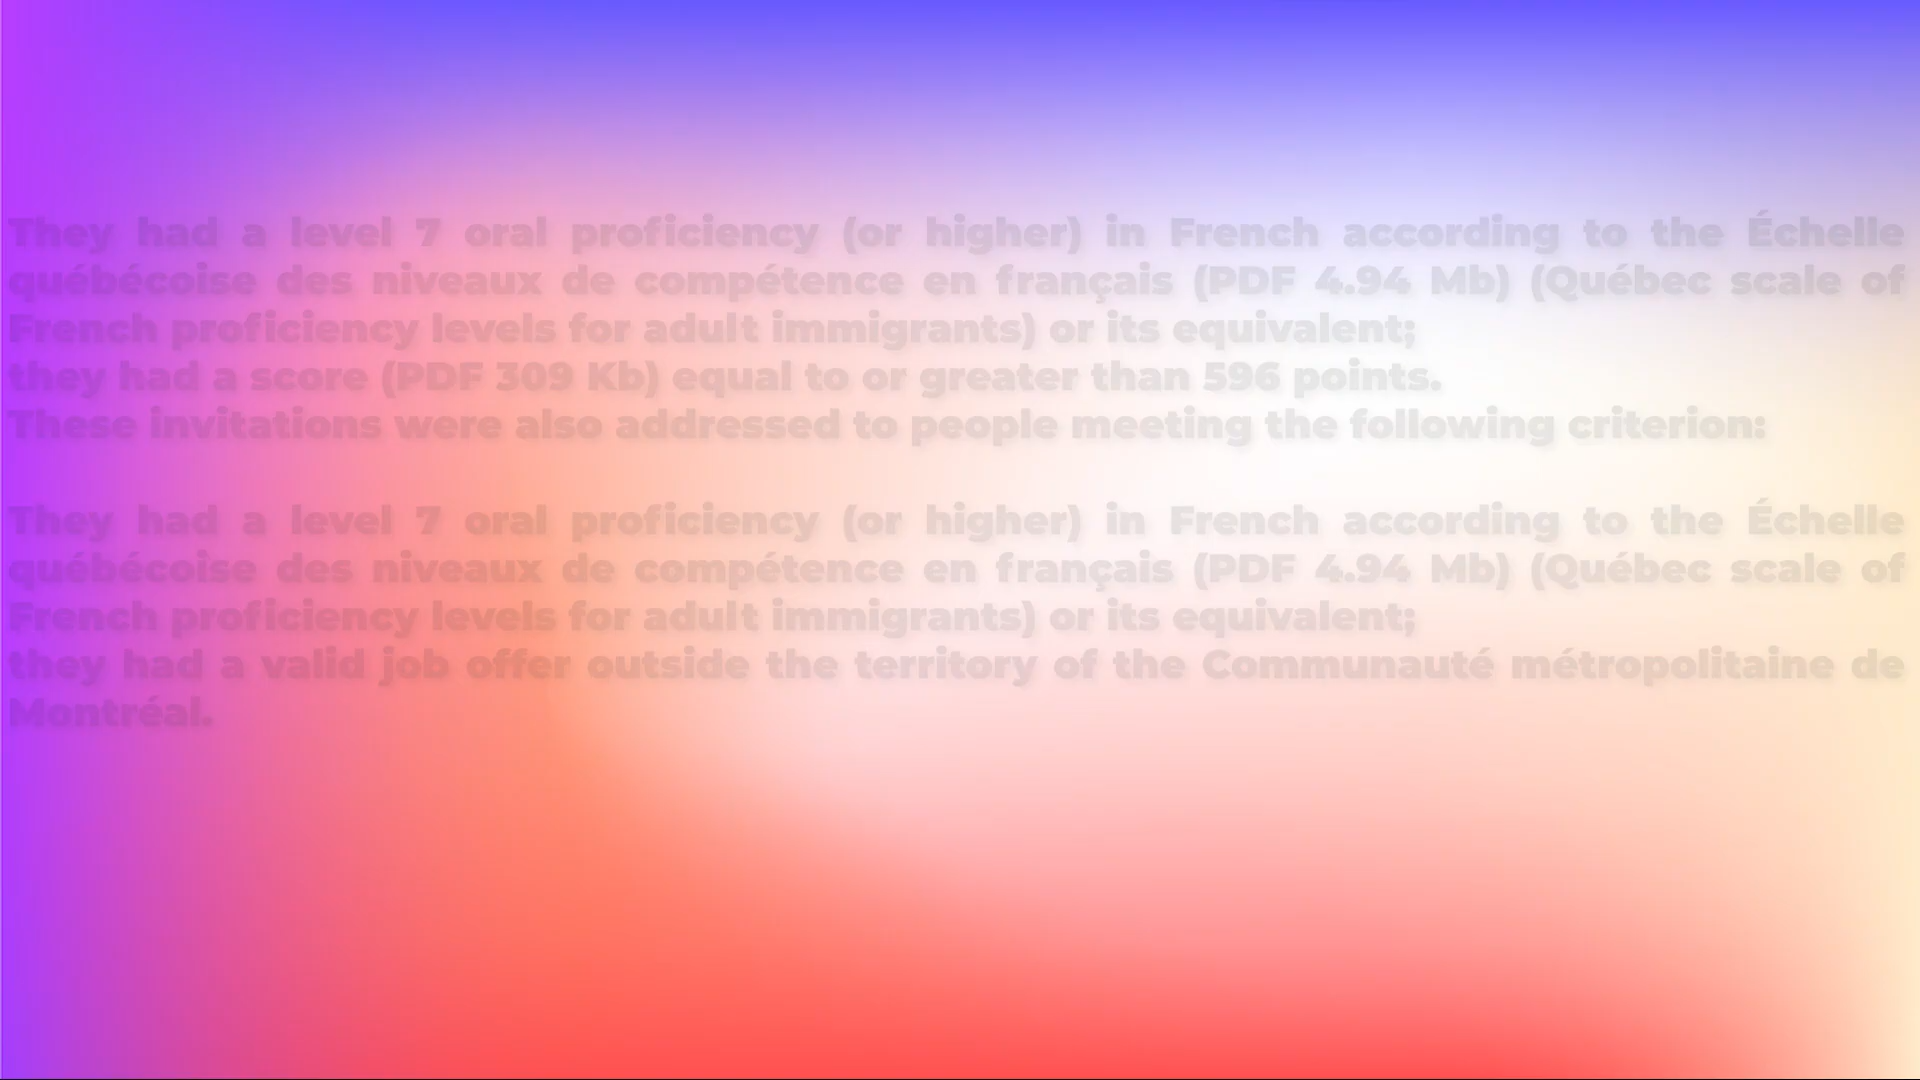 They had a level 7 oral proficiency (or higher) in French according to the Échelle
québécoise des niveaux de compétence en français (PDF 4.94 Mb) (Québec scale of
French proficiency levels for adult immigrants) or its equivalent;
they had a score (PDF 309 Kb) equal to or greater than 596 points.
These invitations were also addressed to people meeting the following criterion:
They had a level 7 oral proficiency (or higher) in French according to the Échelle
québécoise des niveaux de compétence en français (PDF 4.94 Mb) (Québec scale of
French proficiency levels for adult immigrants) or its equivalent;
they had a valid job offer outside the territory of the Communauté métropolitaine de
Montréal.